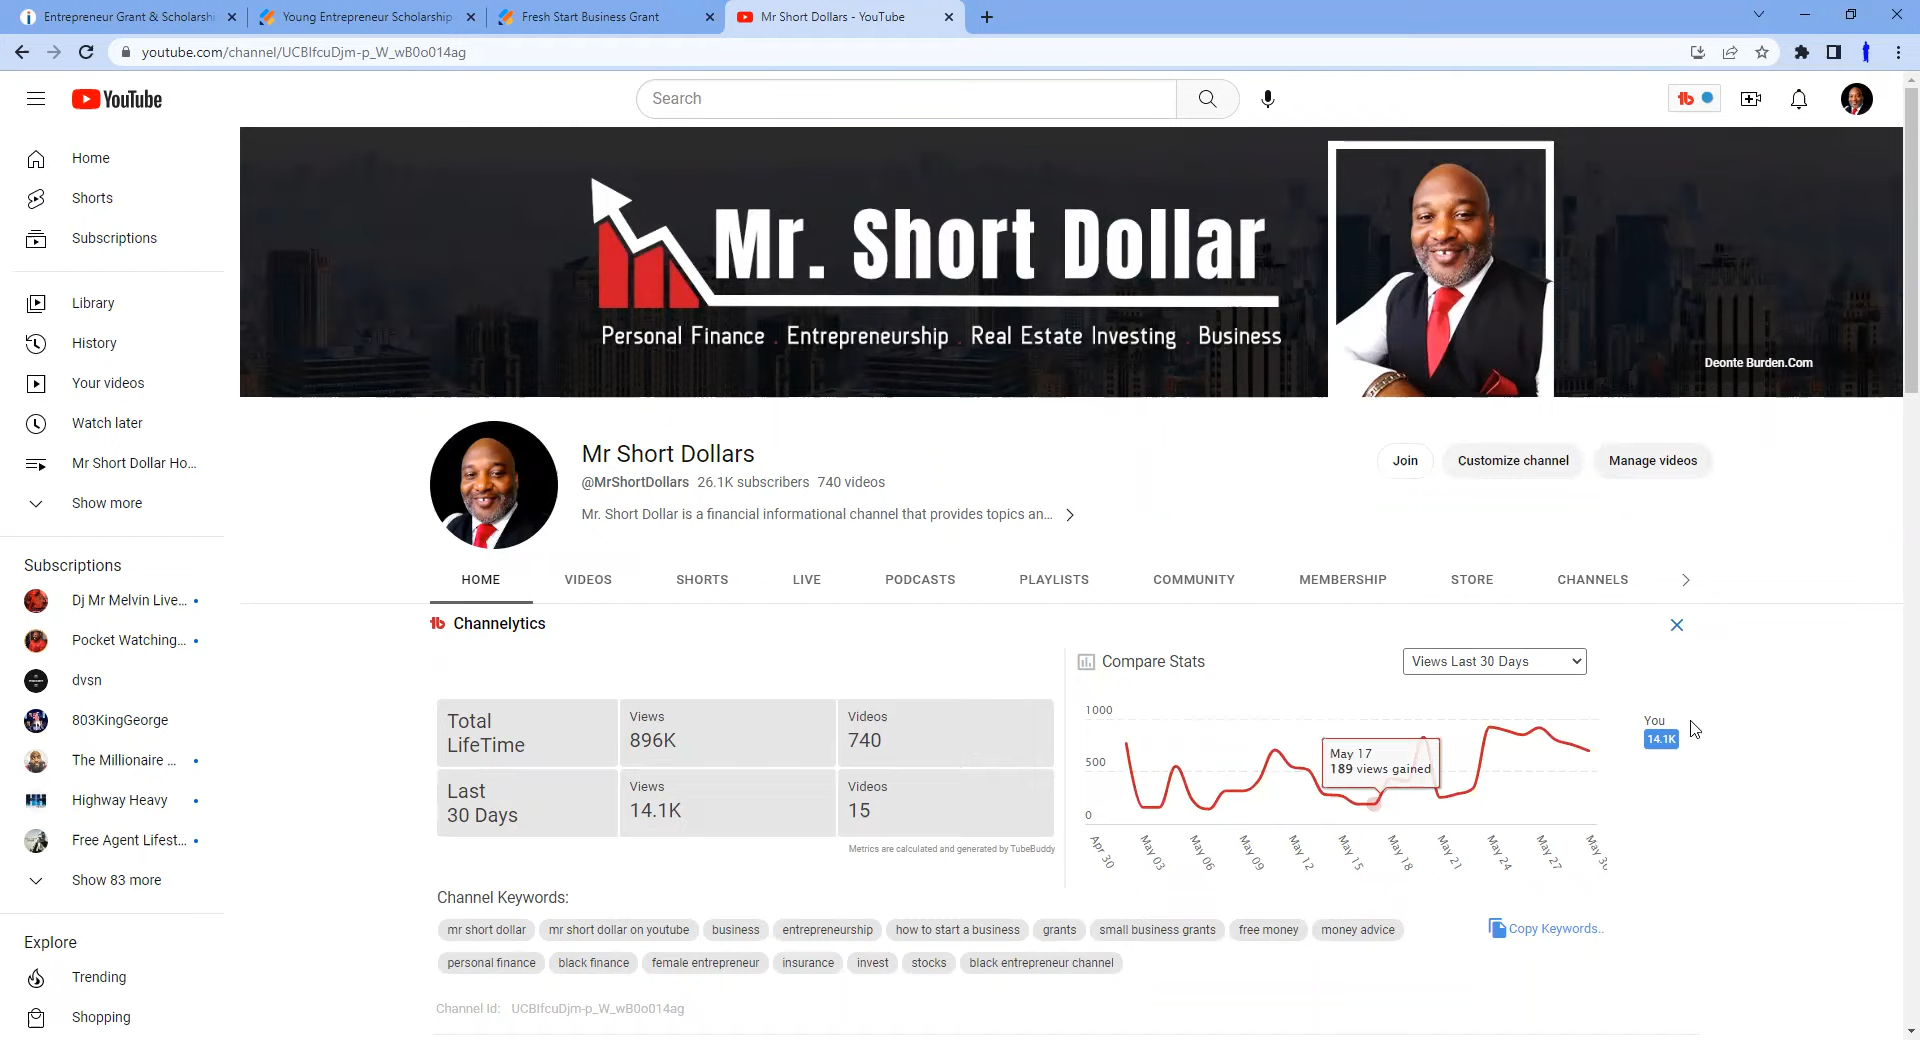 Entrepreneur Grant & Scholarsh
Young Entrepreneur Scholarship
Fresh Start Business Grant
Mr Short Dollars - YouTube
youtube.com/channel/UCBIfcuDjm-p_W_wB0o014ag
YouTube
Search
Home
Shorts
Subscriptions
Library
History
Your videos
Watch later
Mr Short Dollar Ho...
Show more
Subscriptions
Dj Mr Melvin Live...
Pocket Watching...
dvsn
803KingGeorge
The Millionaire ...
Highway Heavy
Free Agent Lifest...
Show 83 more
Explore
Trending
Shopping
Mr. Short Dollar
Personal Finance . Entrepreneurship . Real Estate Investing . Business
Deonte Burden.Com
Mr Short Dollars
@MrShortDollars 26.1K subscribers 740 videos
Mr. Short Dollar is a financial informational channel that provides topics an...
Join
Customize channel
Manage videos
HOME
VIDEOS
SHORTS
LIVE
PODCASTS
PLAYLISTS
COMMUNITY
MEMBERSHIP
STORE
CHANNELS
tb Channelytics
Total
LifeTime
Views
896K
Videos
740
Last
30 Days
Views
14.1K
Videos
15
Metrics are calculated and generated by TubeBuddy
Compare Stats
Views Last 30 Days
1000
500
0
May 17
189 views gained
Apr 30
May 03
May 06
May 09
May 12
May 15
May 18
May 21
May 24
May 27
May 30
You
14.1K
Channel Keywords:
mr short dollar
mr short dollar on youtube
business
entrepreneurship
how to start a business
grants
small business grants
free money
money advice
personal finance
black finance
female entrepreneur
insurance
invest
stocks
black entrepreneur channel
Copy Keywords..
Channel Id: UCBIfcuDjm-p_W_wB0o014ag